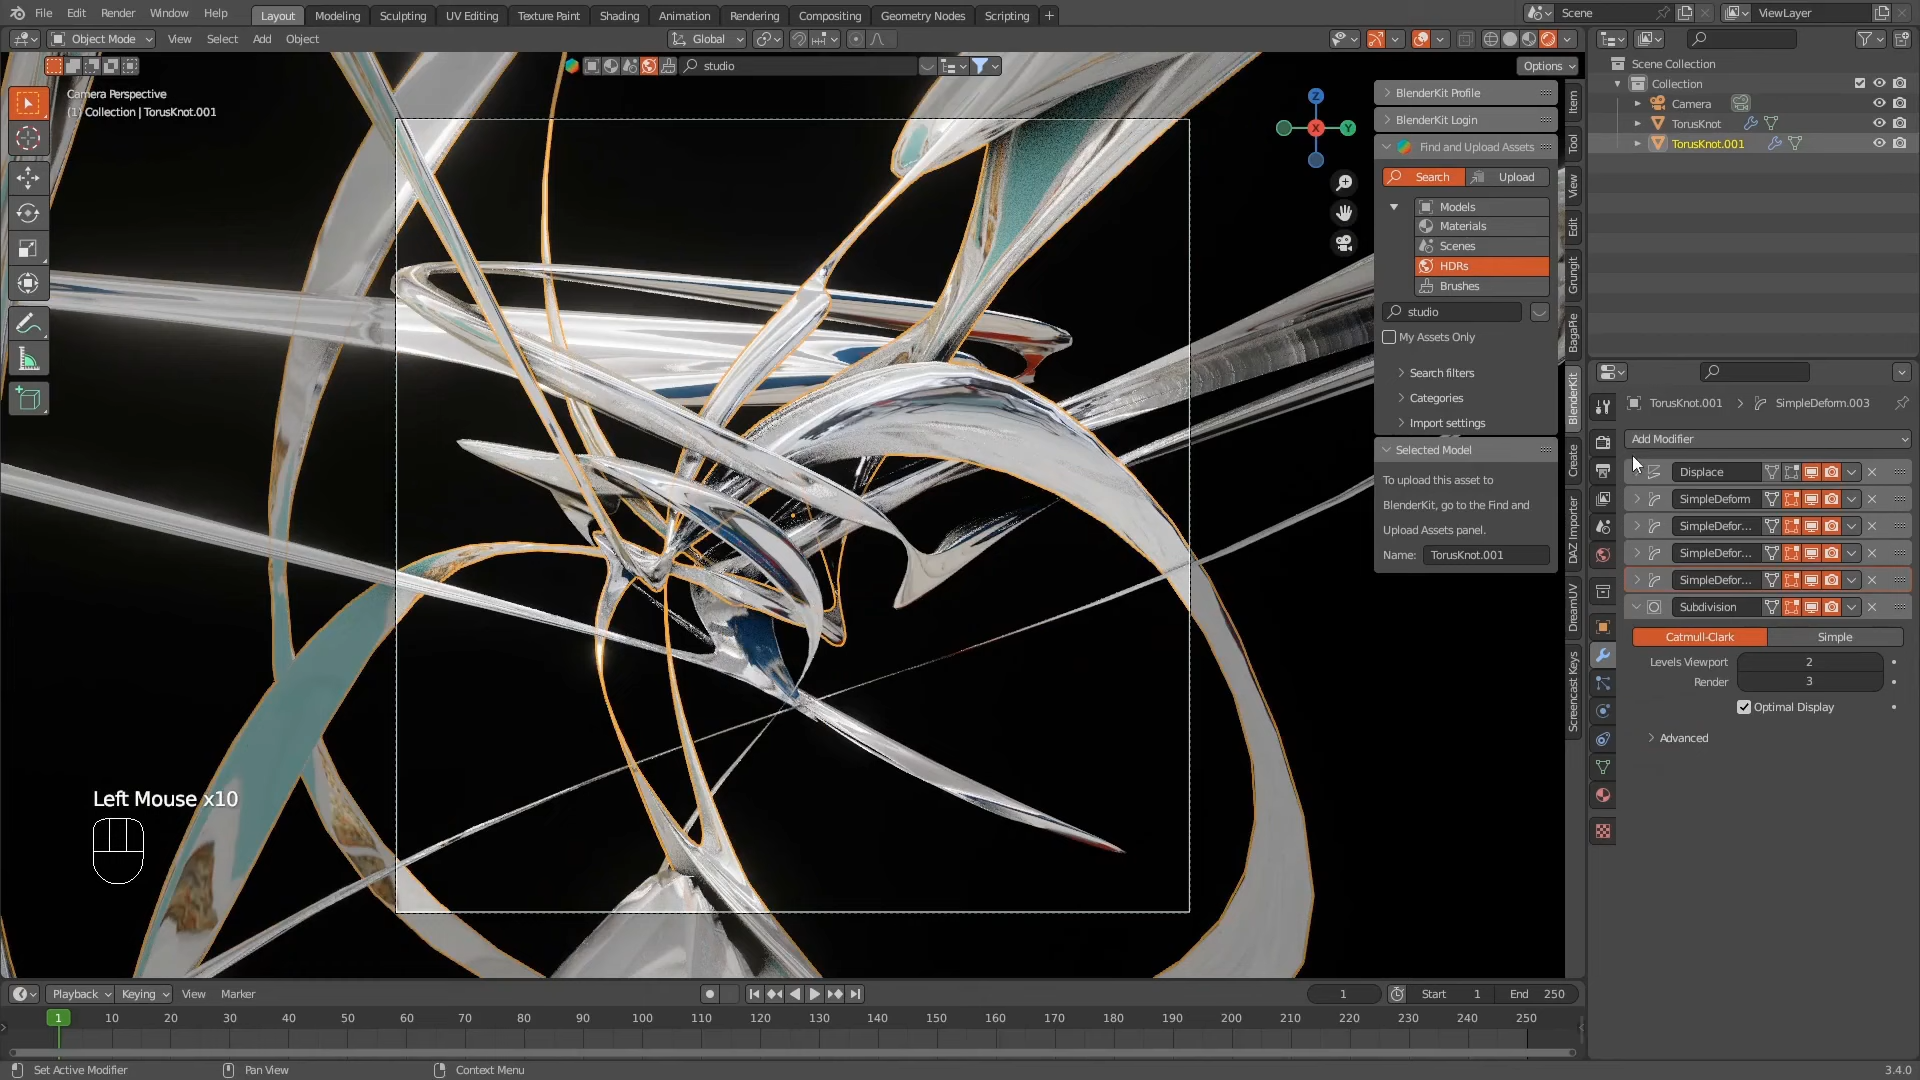 File Edit Render Window Help
Layout Modeling Sculpting UV Editing Texture Paint Shading Animation Rendering Compositing Geometry Nodes Scripting +
Scene
ViewLayer
Object Mode View Select Add Object
Global
studio
Options
Camera Perspective
(1) Collection | TorusKnot.001
Z
X
Y
BlenderKit Profile
BlenderKit Login
Find and Upload Assets
Search Upload
Models
Materials
Scenes
HDRs
Brushes
studio
My Assets Only
Search filters
Categories
Import settings
Selected Model
To upload this asset to
BlenderKit, go to the Find and
Upload Assets panel.
Name: TorusKnot.001
Item
Tool
View
Edit
Grungit
BagaPie
BlenderKit
Create
DAZ Importer
DreamUV
Screencast Keys
Scene Collection
Collection
Camera
TorusKnot
TorusKnot.001
TorusKnot.001 > SimpleDeform.003
Add Modifier
Displace
SimpleDeform
SimpleDefor...
SimpleDefor...
SimpleDefor...
Subdivision
Catmull-Clark Simple
Levels Viewport 2
Render 3
Optimal Display
Advanced
Left Mouse x10
Playback Keying View Marker
1 Start 1 End 250
1 10 20 30 40 50 60 70 80 90 100 110 120 130 140 150 160 170 180 190 200 210 220 230 240 250
Set Active Modifier Pan View Context Menu
3.4.0